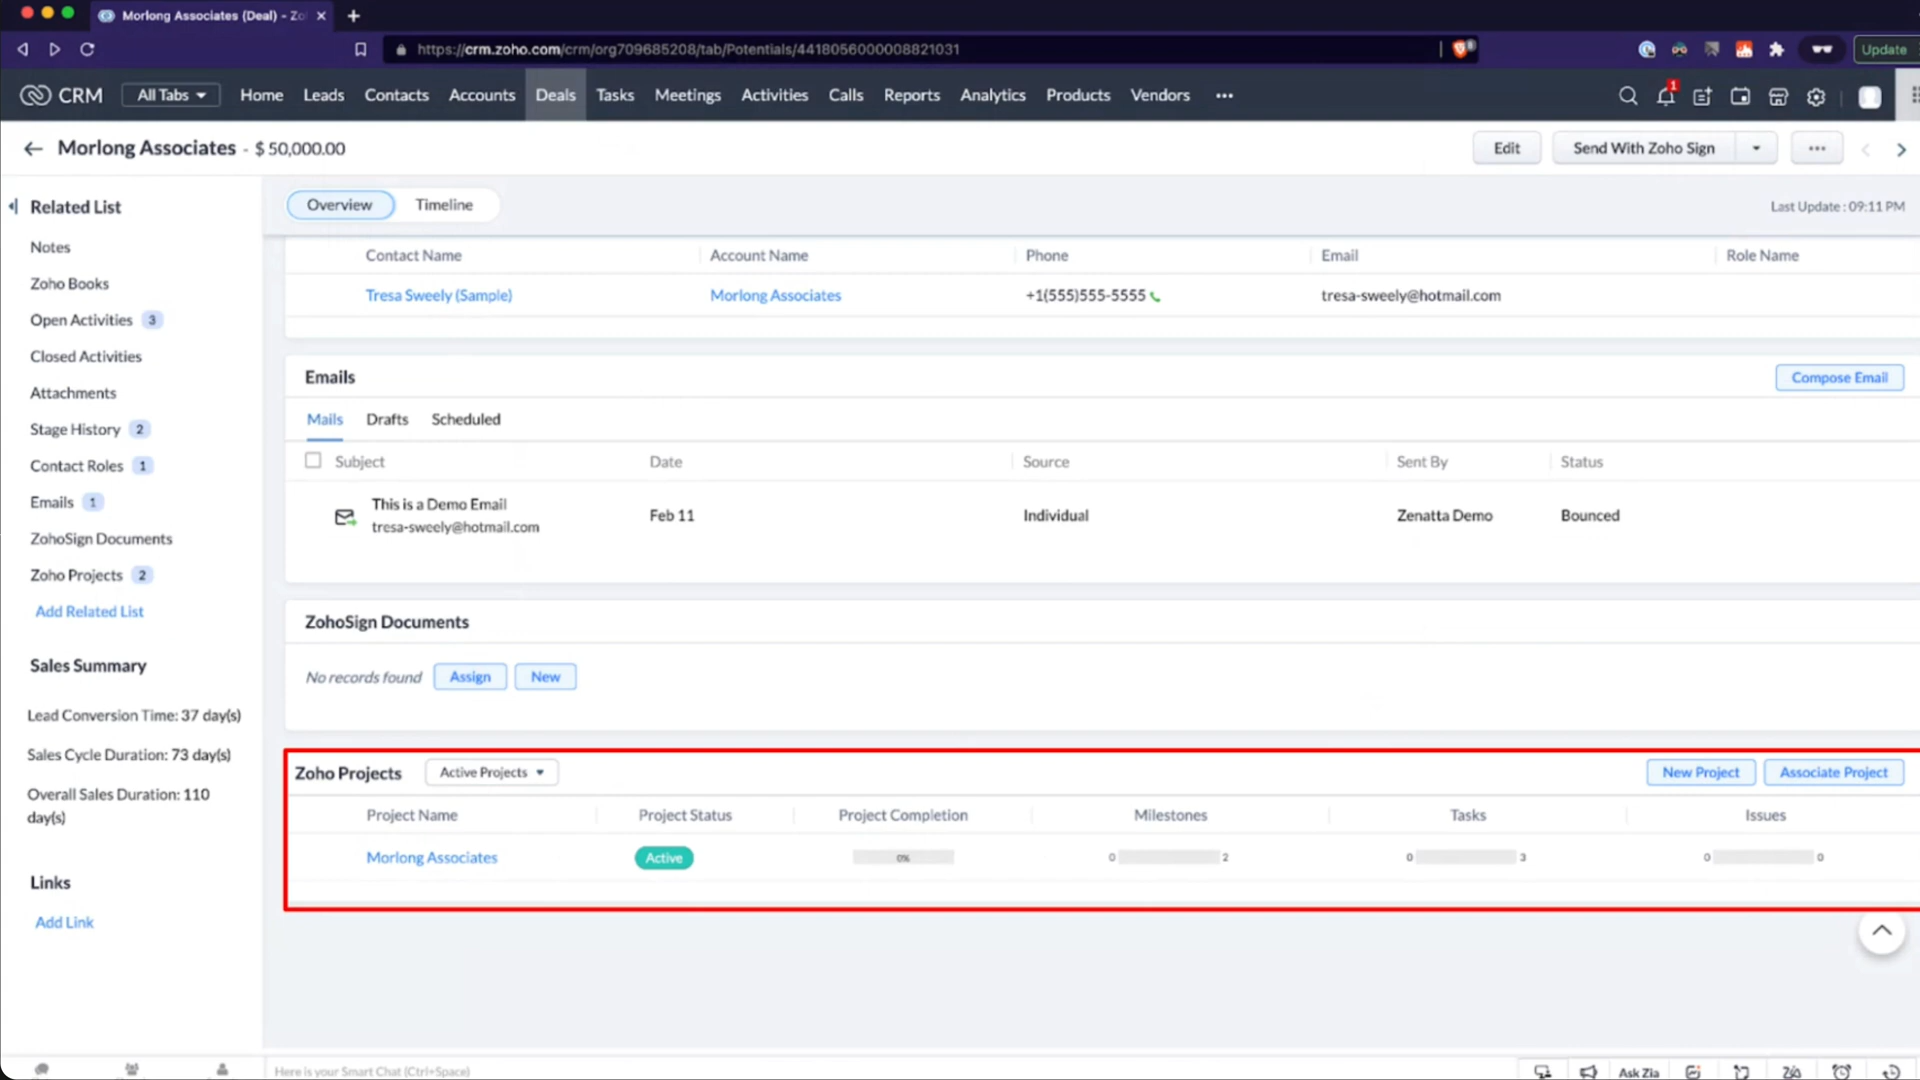 Morlong Associates (Deal) - Zo
https://crm.zoho.com/crm/org709685208/tab/Potentials/4418056000008821031
Update
CRM
All Tabs
Home
Leads
Contacts
Accounts
Deals
Tasks
Meetings
Activities
Calls
Reports
Analytics
Products
Vendors
1
Morlong Associates - $ 50,000.00
Edit
Send With Zoho Sign
Related List
Notes
Zoho Books
Open Activities 3
Closed Activities
Attachments
Stage History 2
Contact Roles 1
Emails 1
ZohoSign Documents
Zoho Projects 2
Add Related List
Sales Summary
Lead Conversion Time: 37 day(s)
Sales Cycle Duration: 73 day(s)
Overall Sales Duration: 110
day(s)
Links
Add Link
Overview
Timeline
Last Update : 09:11 PM
Contact Name
Account Name
Phone
Email
Role Name
Tresa Sweely (Sample)
Morlong Associates
+1(555)555-5555
tresa-sweely@hotmail.com
Emails
Compose Email
Mails
Drafts
Scheduled
Subject
Date
Source
Sent By
Status
This is a Demo Email
tresa-sweely@hotmail.com
Feb 11
Individual
Zenatta Demo
Bounced
ZohoSign Documents
No records found
Assign
New
Zoho Projects
Active Projects
New Project
Associate Project
Project Name
Project Status
Project Completion
Milestones
Tasks
Issues
Morlong Associates
Active
0%
0 2
0 3
0 0
Here is your Smart Chat (Ctrl+Space)
Ask Zia